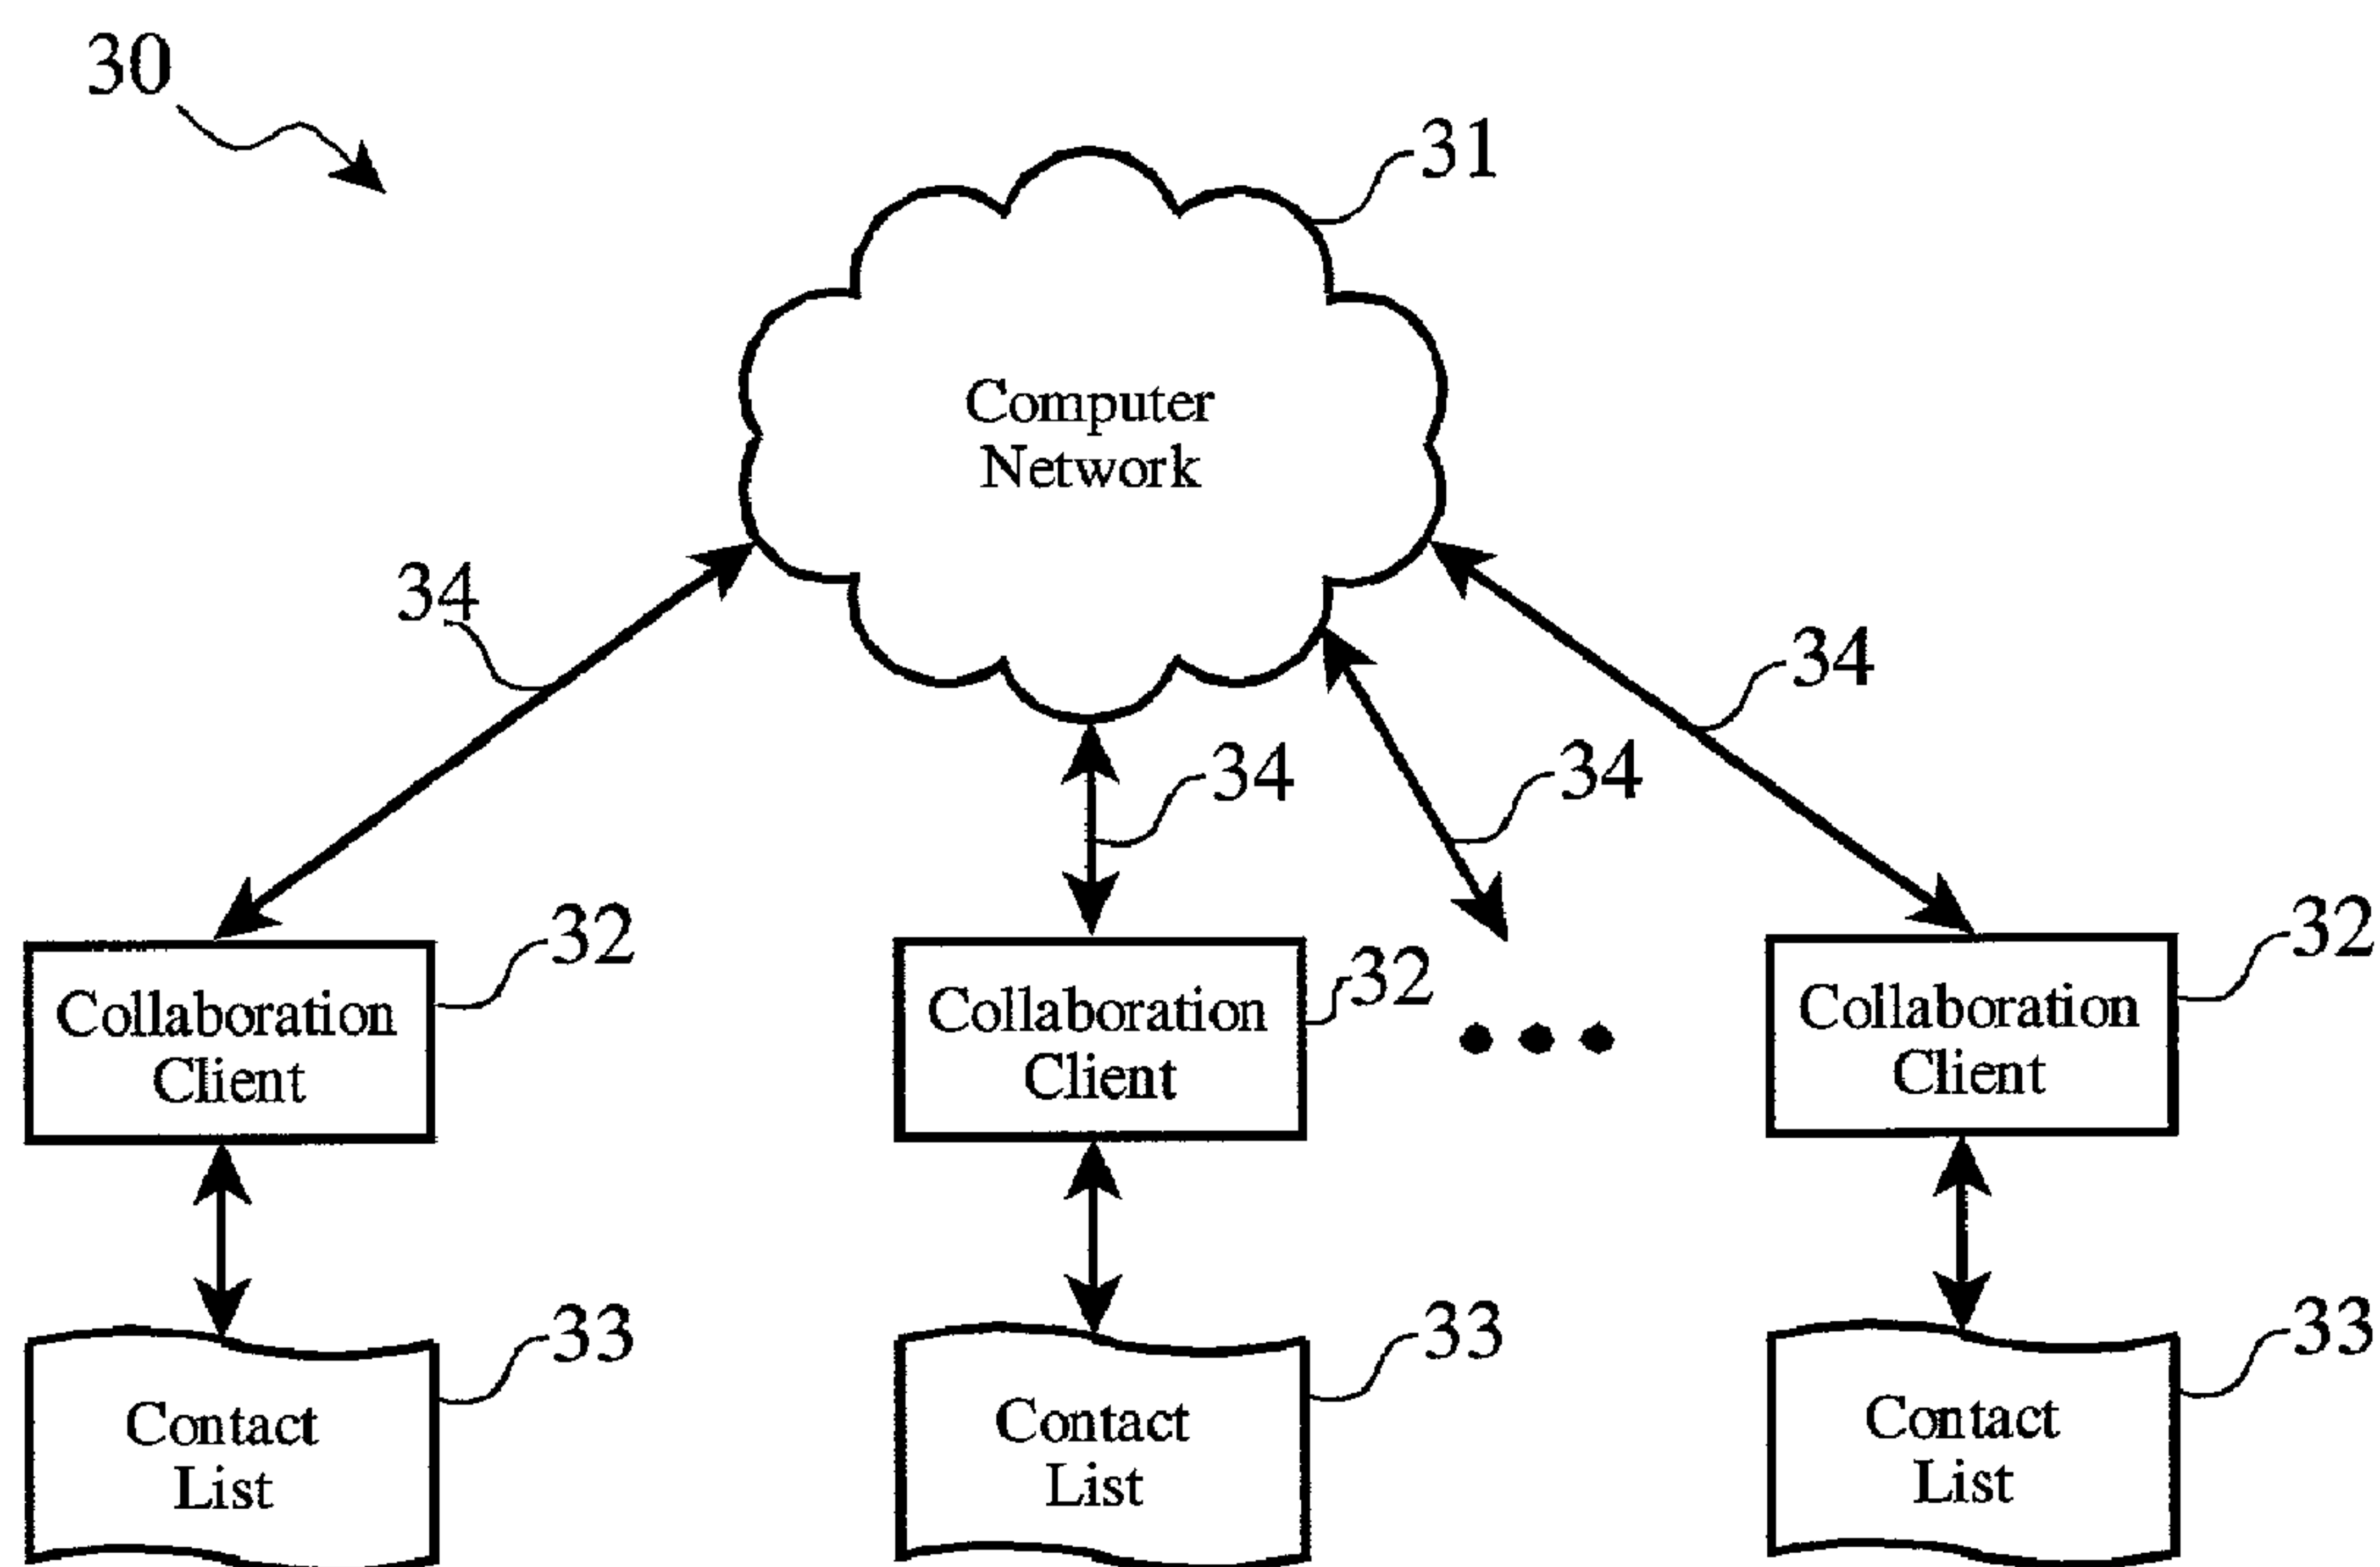 30
31
Computer
Network
34
34
34
34
32
32
32
Collaboration
Client
Collaboration
Client
Collaboration
Client
33
33
33
Contact
List
Contact
List
Contact
List